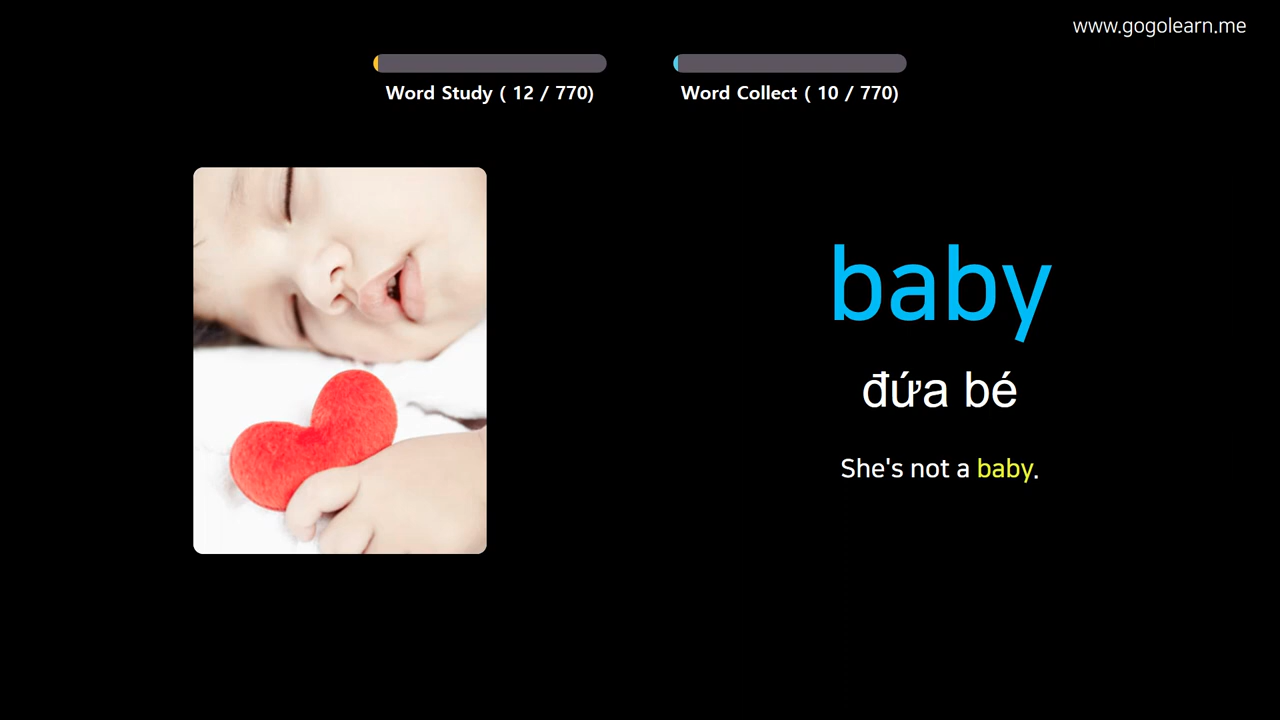 www.gogolearn.me
Word Study ( 12 / 770)
Word Collect ( 10 / 770)
baby
đứa bé
She's not a baby.